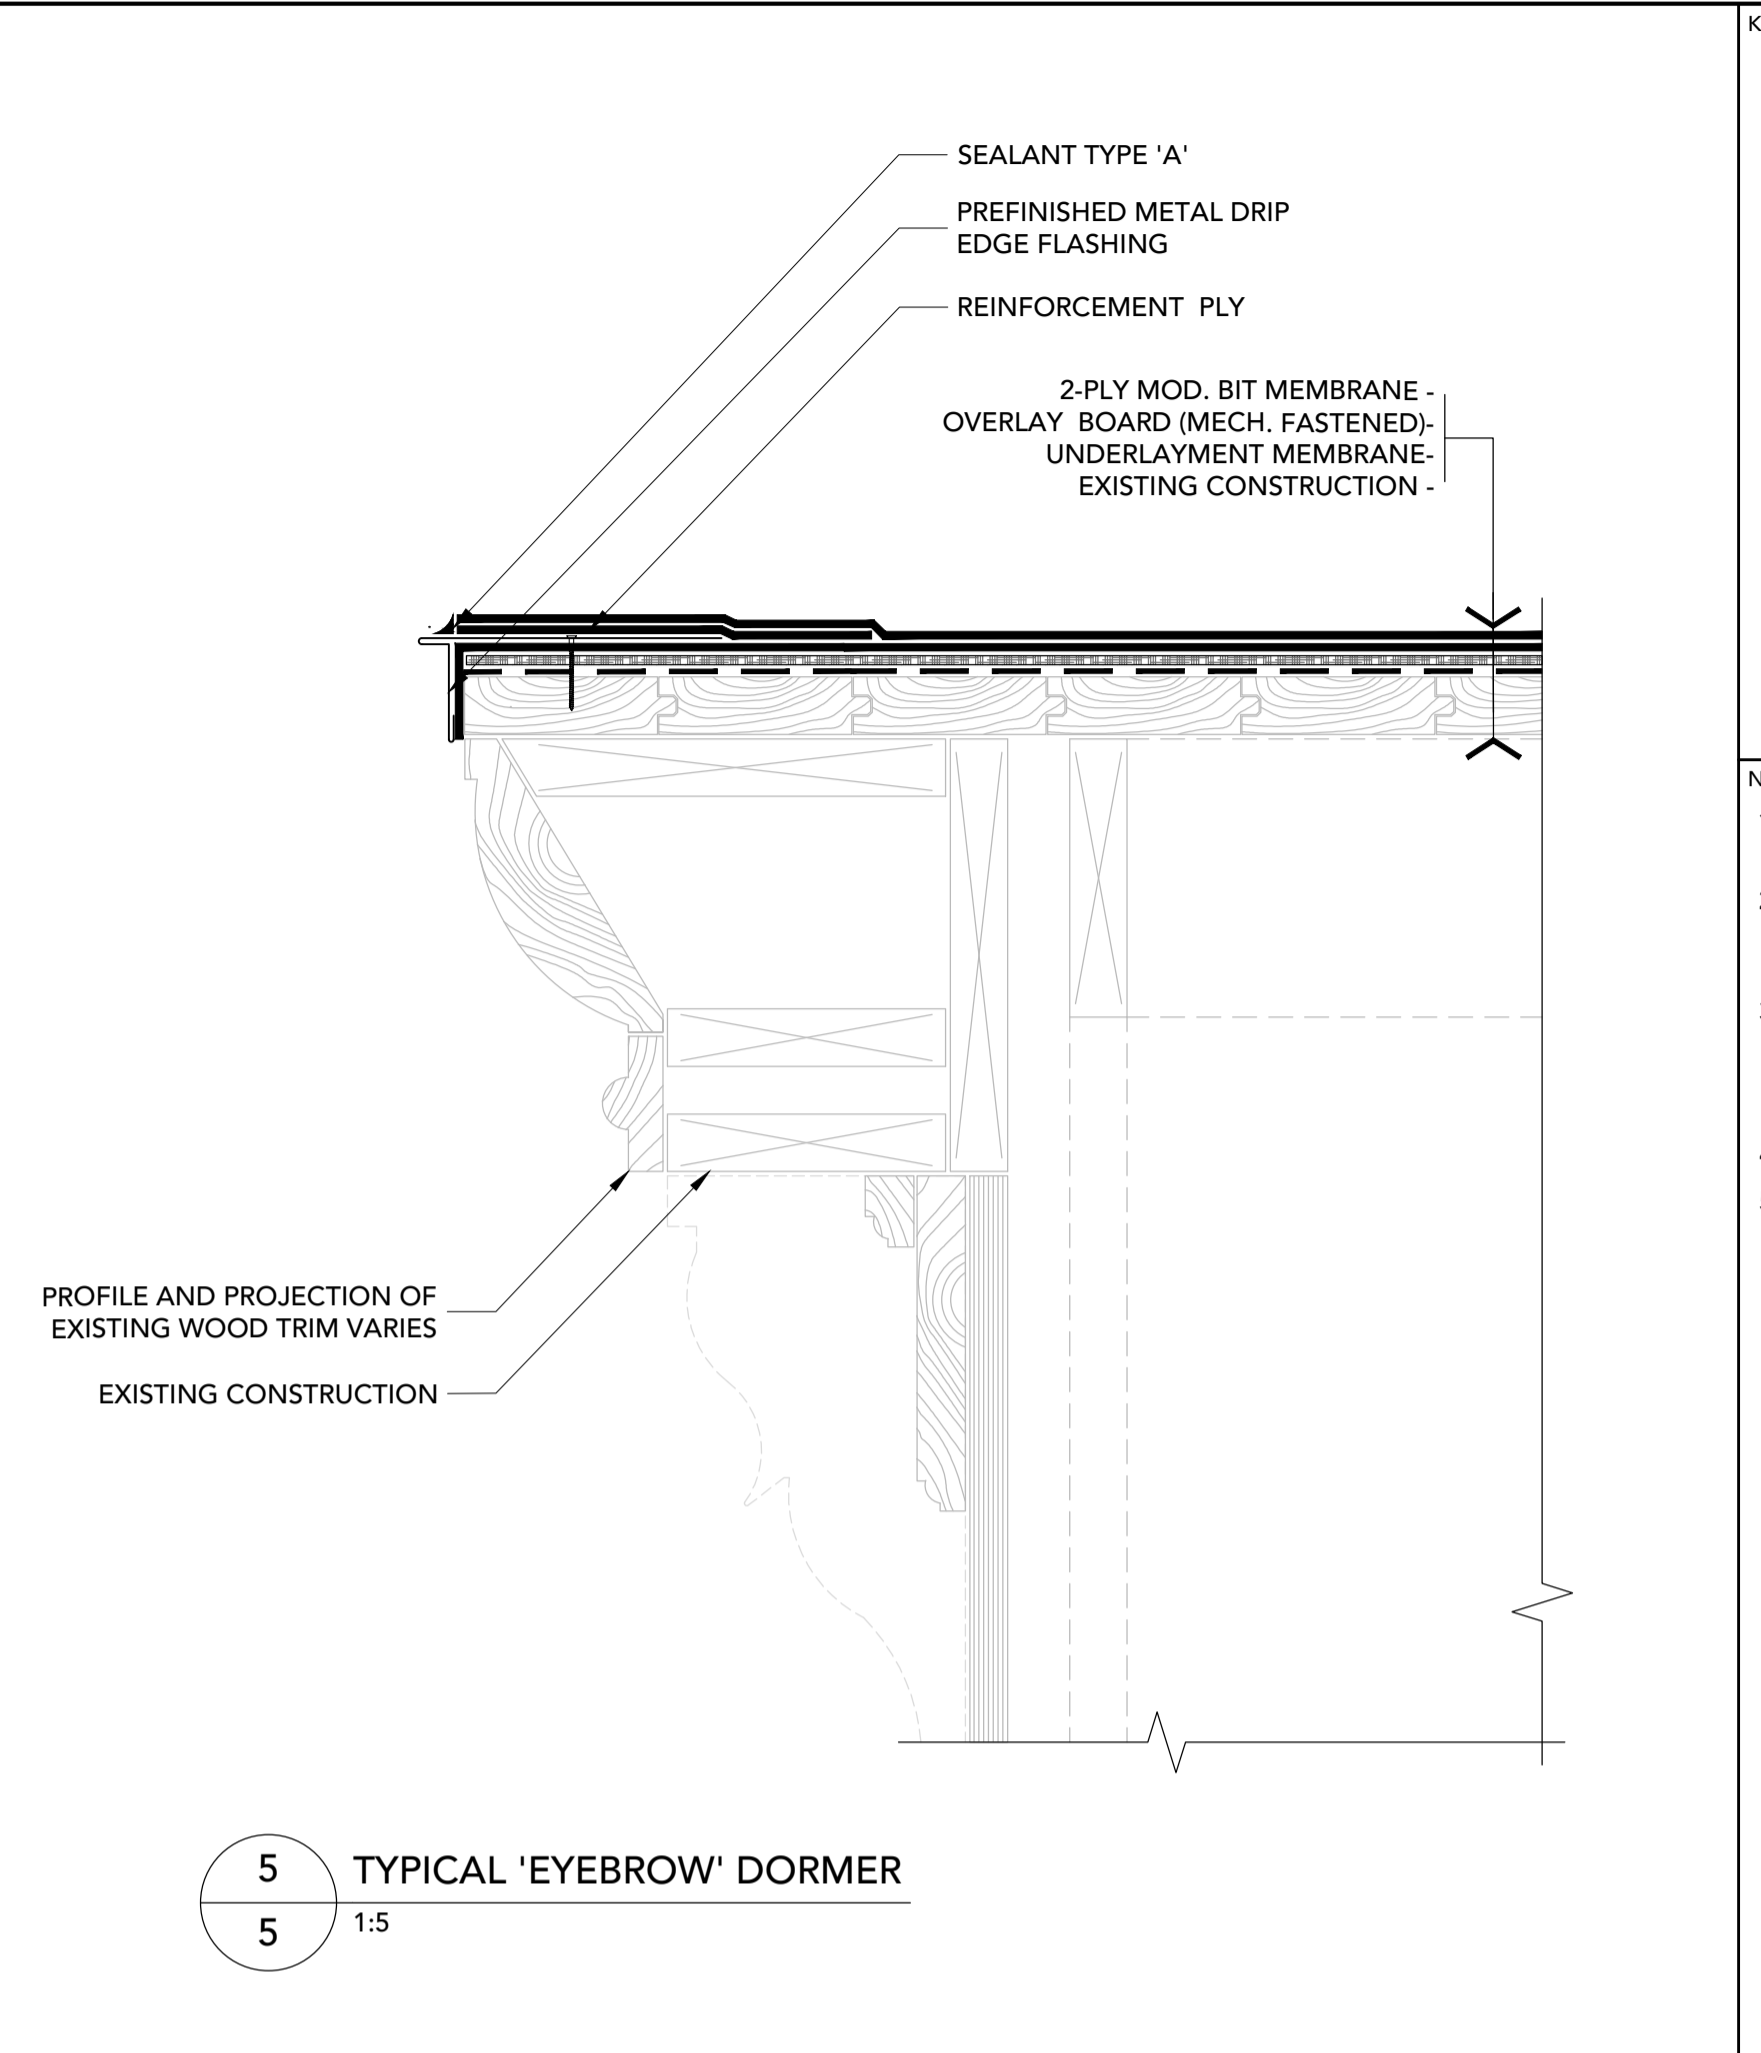 K
SEALANT TYPE 'A'
PREFINISHED METAL DRIP
EDGE FLASHING
REINFORCEMENT PLY
2-PLY MOD. BIT MEMBRANE -
OVERLAY BOARD (MECH. FASTENED)-
UNDERLAYMENT MEMBRANE-
EXISTING CONSTRUCTION -
N
PROFILE AND PROJECTION OF
EXISTING WOOD TRIM VARIES
EXISTING CONSTRUCTION
5
5
TYPICAL 'EYEBROW' DORMER
1:5